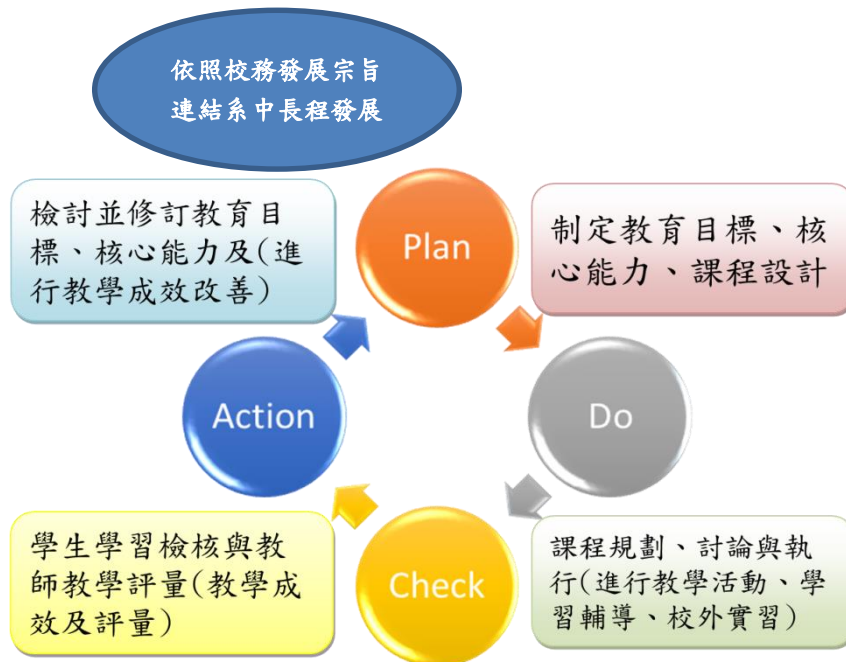 依照校務發展宗旨
連結系中長程發展
Plan
制定教育目標、核
心能力、課程設計
Do
課程規劃、討論與執
行(進行教學活動、學
習輔導、校外實習)
Check
學生學習檢核與教
師教學評量(教學成
效及評量)
Action
檢討並修訂教育目
標、核心能力及(進
行教學成效改善)